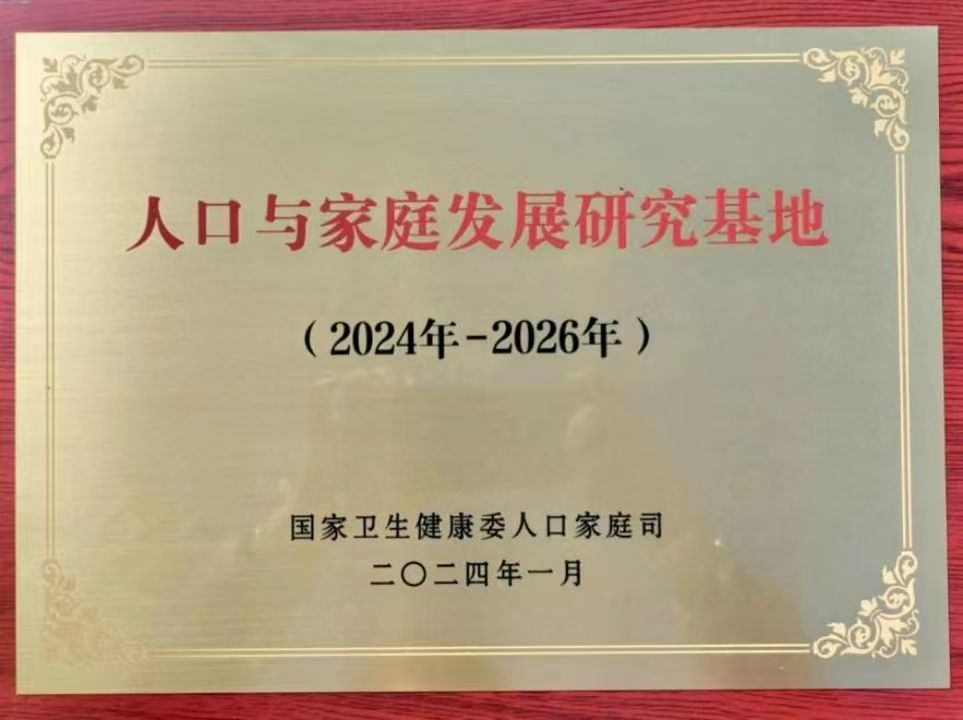 人口与家庭发展研究基地
（2024年-2026年）
国家卫生健康委人口家庭司
二〇二四年一月